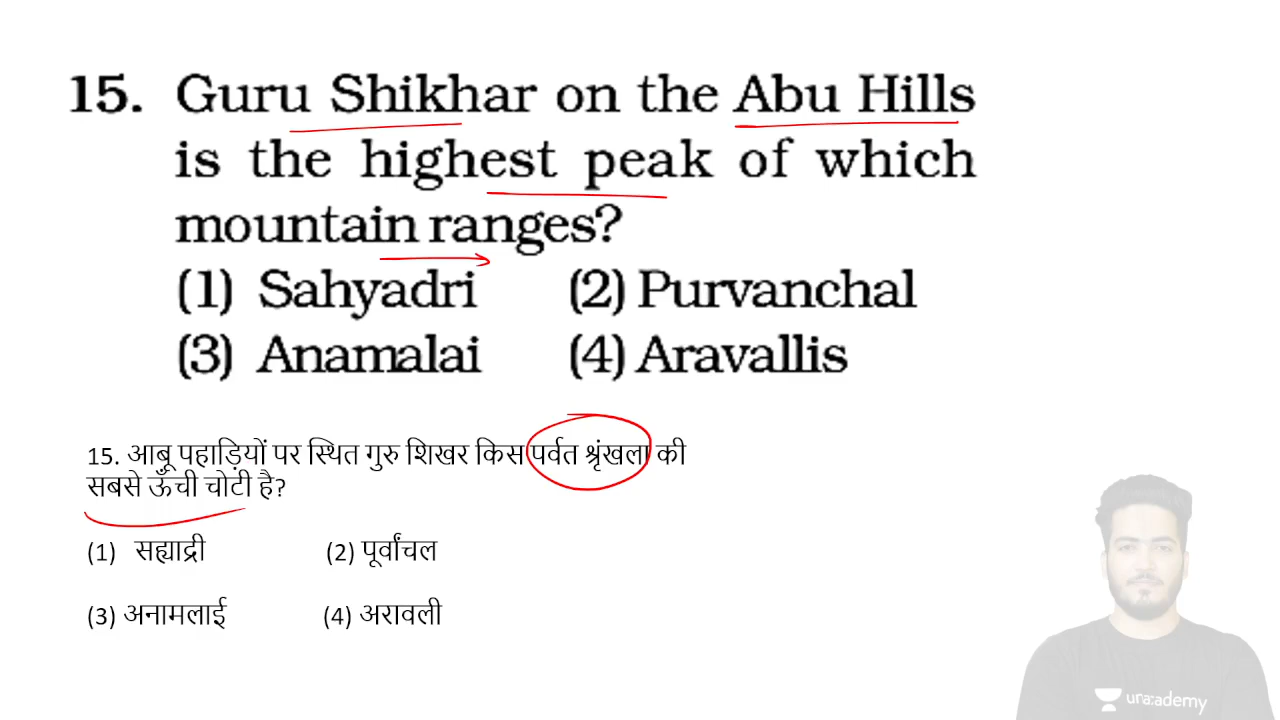 15. Guru Shikhar on the Abu Hills
is the highest peak of which
mountain ranges?
(1) Sahyadri (2) Purvanchal
(3) Anamalai (4) Aravallis
15. आबू पहाड़ियों पर स्थित गुरु शिखर किस पर्वत श्रृंखला की
सबसे ऊँची चोटी है?
(1) सह्याद्री (2) पूर्वांचल
(3) अनामलाई (4) अरावली
unacademy